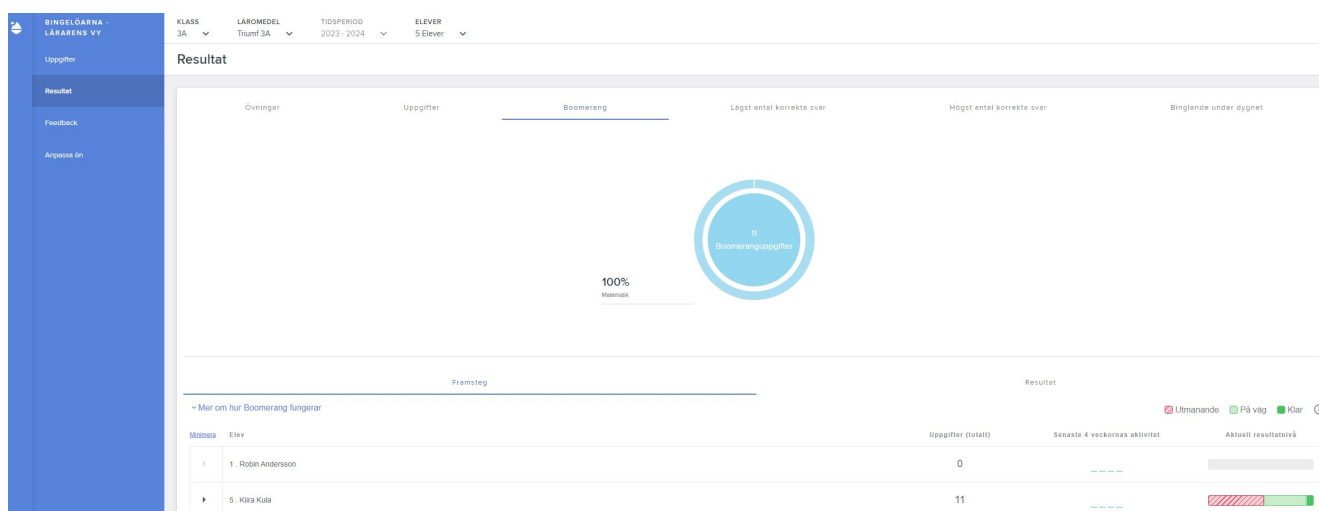 BINGELÖARNA -
LÄRARENS VY
Uppgifter
Resultat
Feedback
Anpassa ön
KLASS LÄROMEDEL TIDSPERIOD ELEVER
3A Triumf 3A 2023 - 2024 5 Elever
Resultat
Övningar Uppgifter Boomerang Lägst antal korrekta svar Högst antal korrekta svar Binglande under dygnet
11
Boomeranguppgifter
100%
Matematik
Framsteg Resultat
Mer om hur Boomerang fungerar
Utmanande På väg Klar
Minimera Elev Uppgifter (totalt) Senaste 4 veckornas aktivitet Aktuell resultatnivå
1 . Robin Andersson 0
5 . Kiira Kula 11